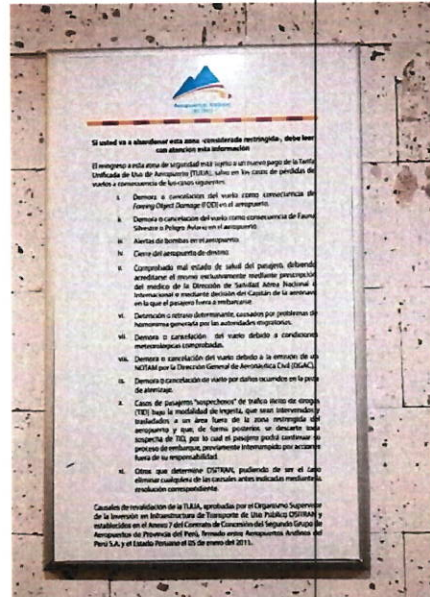 Aeropuertos Andinos
del Perú
Si usted va a abandonar esta zona -considerada restringida-, debe leer
con atención esta información
El reingreso a esta zona de seguridad está sujeto a un nuevo pago de la Tarifa
Unificada de Uso de Aeropuerto (TUUA), salvo en los casos de pérdidas de
vuelos a consecuencia de los casos siguientes:
i. Demora o cancelación del vuelo como consecuencia de
Foreing Object Damage (FOD) en el aeropuerto.
ii. Demora o cancelación del vuelo como consecuencia de Fauna
Silvestre o Peligro Aviario en el aeropuerto.
iii. Alertas de bombas en el aeropuerto.
iv. Cierre del aeropuerto de destino.
v. Comprobado mal estado de salud del pasajero, debiendo
acreditarse el mismo exclusivamente mediante prescripción
del medico de la Dirección de Sanidad Aérea Nacional o
Internacional o mediante decisión del Capitán de la aeronave
en la que el pasajero fuera a embarcarse.
vi. Detención o retraso determinante, causados por problemas de
homonimia generada por las autoridades migratorias.
vii. Demora o cancelación del vuelo debido a condiciones
meteorológicas comprobadas.
viii. Demora o cancelación del vuelo debido a la emisión de un
NOTAM por la Dirección General de Aeronáutica Civil (DGAC).
ix. Demora o cancelación de vuelo por daños ocurridos en la pista
de aterrizaje.
x. Casos de pasajeros "sospechosos" de tráfico ilícito de drogas
(TID) bajo la modalidad de ingesta, que sean intervenidos y
trasladados a un área fuera de la zona restringida del
aeropuerto y que, de forma posterior, se descarte toda
sospecha de TID, por lo cual el pasajero podrá continuar su
proceso de embarque, previamente interrumpido por acciones
fuera de su responsabilidad.
xi. Otros que determine OSITRAN, pudiendo de ser el caso
eliminar cualquiera de las causales antes indicadas mediante la
resolución correspondiente.
Causales de revalidación de la TUUA, aprobadas por el Organismo Supervisor
de la Inversión en Infraestructura de Transporte de Uso Público OSITRAN y
establecidos en el Anexo 7 del Contrato de Concesión del Segundo Grupo de
Aeropuertos de Provincia del Perú, firmado entre Aeropuertos Andinos del
Perú S.A. y el Estado Peruano el 05 de enero del 2011.